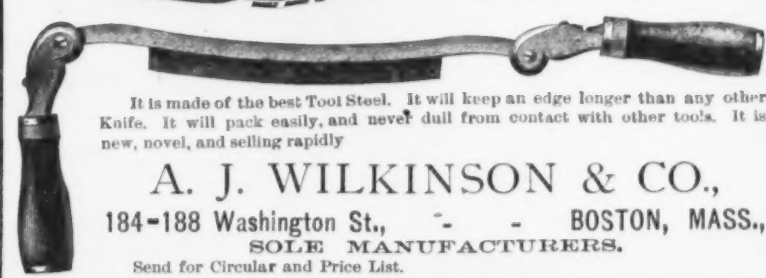 It is made of the best Tool Steel. It will keep an edge longer than any other
Knife. It will pack easily, and never dull from contact with other tools. It is
new, novel, and selling rapidly
A. J. WILKINSON & CO.,
184-188 Washington St., - - BOSTON, MASS.,
SOLE MANUFACTURERS.
Send for Circular and Price List.